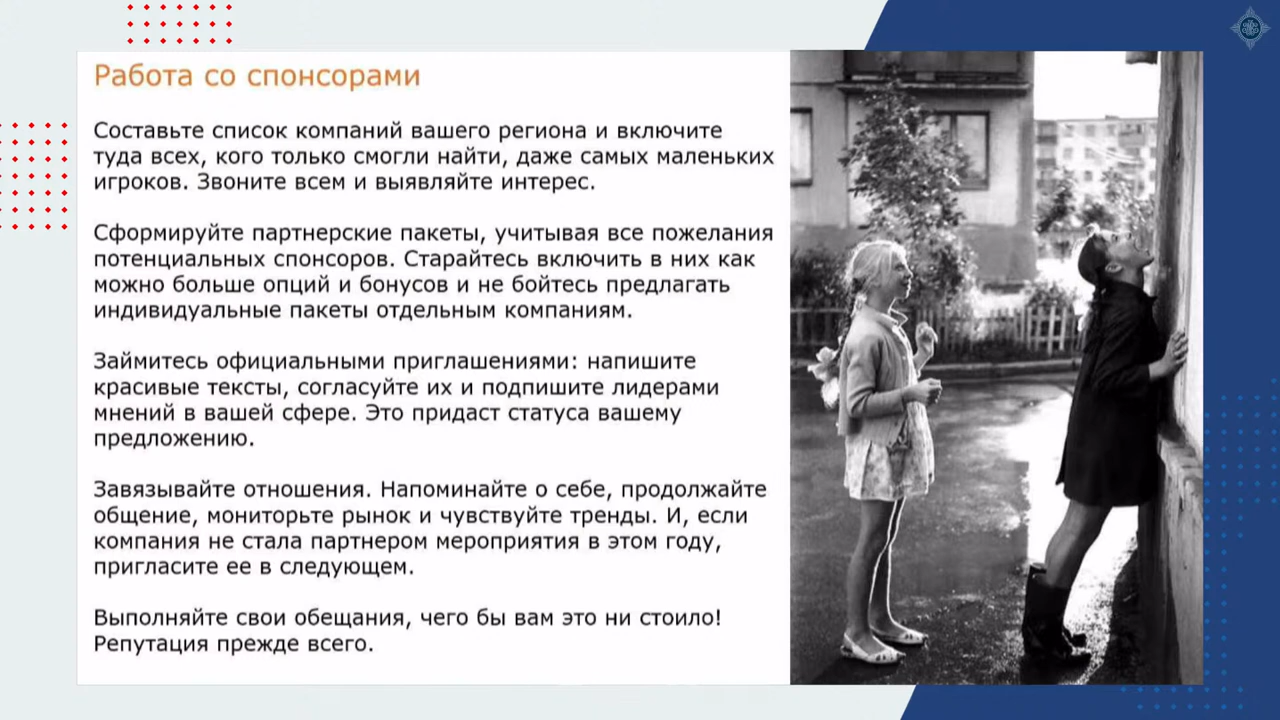 Работа со спонсорами
Составьте список компаний вашего региона и включите
туда всех, кого только смогли найти, даже самых маленьких
игроков. Звоните всем и выявляйте интерес.
Сформируйте партнерские пакеты, учитывая все пожелания
потенциальных спонсоров. Старайтесь включить в них как
можно больше опций и бонусов и не бойтесь предлагать
индивидуальные пакеты отдельным компаниям.
Займитесь официальными приглашениями: напишите
красивые тексты, согласуйте их и подпишите лидерами
мнений в вашей сфере. Это придаст статуса вашему
предложению.
Завязывайте отношения. Напоминайте о себе, продолжайте
общение, мониторьте рынок и чувствуйте тренды. И, если
компания не стала партнером мероприятия в этом году,
пригласите ее в следующем.
Выполняйте свои обещания, чего бы вам это ни стоило!
Репутация прежде всего.